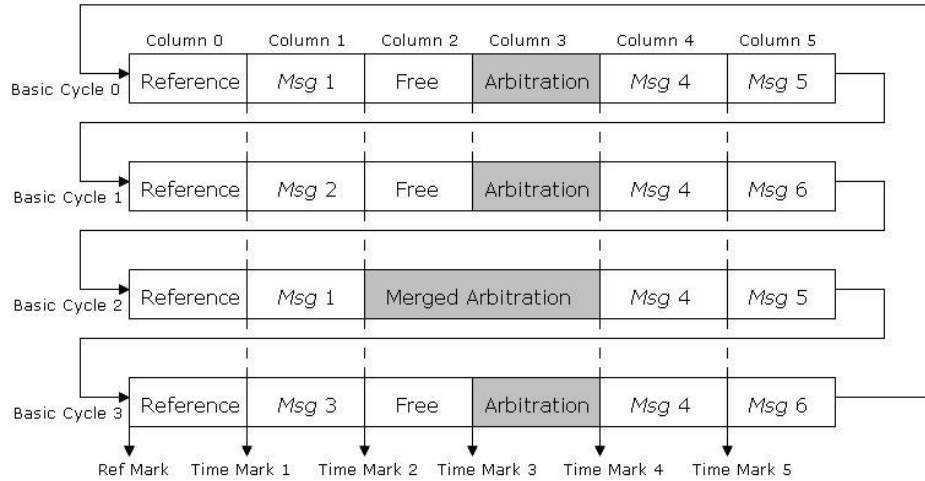 Column 0 Column 1 Column 2 Column 3 Column 4 Column 5
Basic Cycle 0 Reference Msg 1 Free Arbitration Msg 4 Msg 5
Basic Cycle 1 Reference Msg 2 Free Arbitration Msg 4 Msg 6
Basic Cycle 2 Reference Msg 1 Merged Arbitration Msg 4 Msg 5
Basic Cycle 3 Reference Msg 3 Free Arbitration Msg 4 Msg 6
Ref Mark Time Mark 1 Time Mark 2 Time Mark 3 Time Mark 4 Time Mark 5